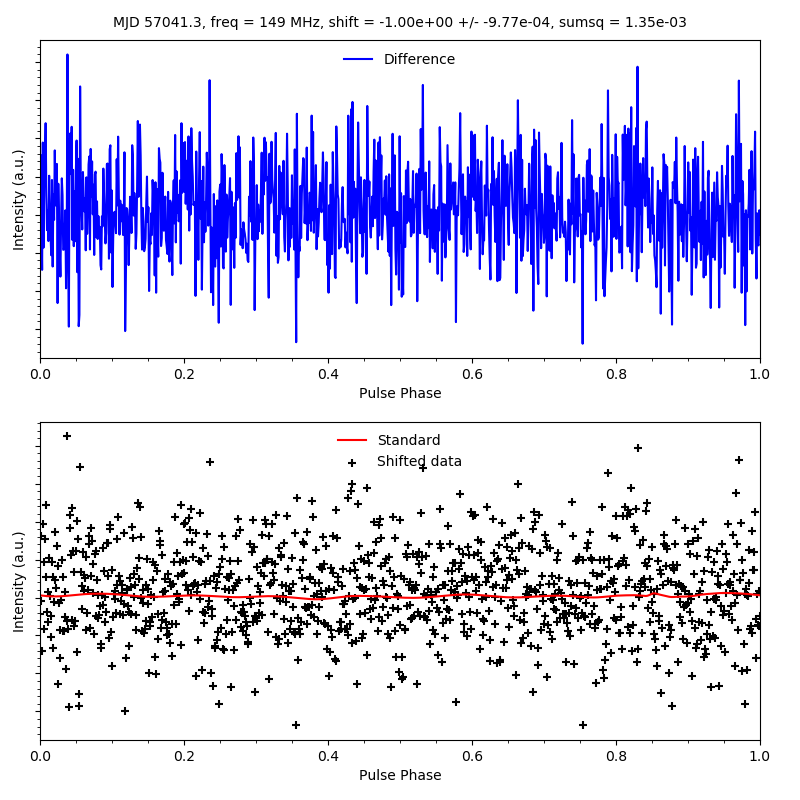 MJD 57041.3, freq = 149 MHz, shift = -1.00e+00 +/- -9.77e-04, sumsq = 1.35e-03
Difference
Intensity (a.u.)
0.0 0.2 0.4 0.6 0.8 1.0
Pulse Phase
Standard
Shifted data
Intensity (a.u.)
0.0 0.2 0.4 0.6 0.8 1.0
Pulse Phase